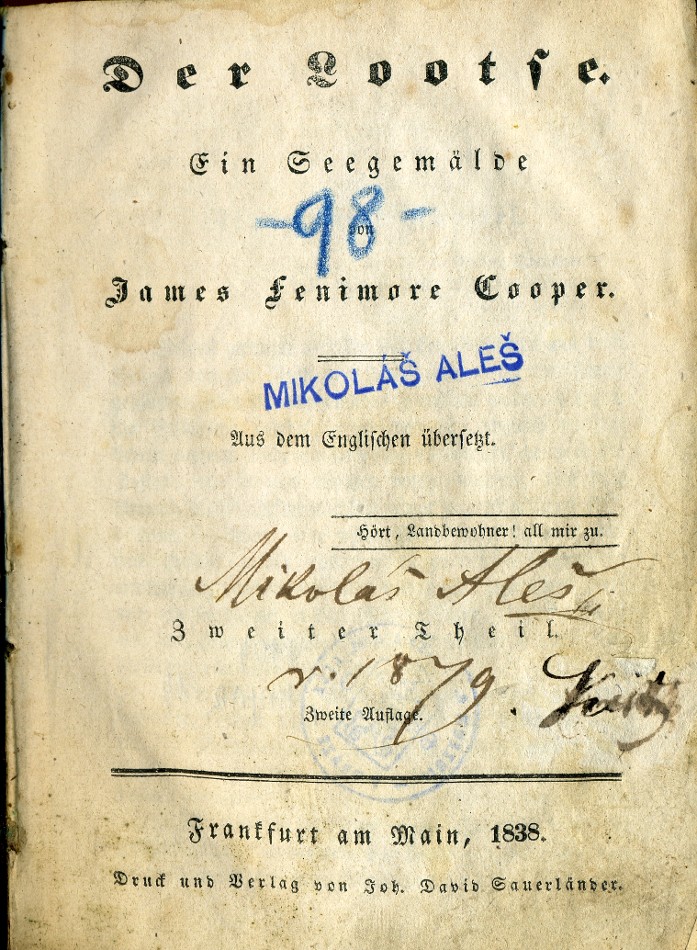 Der Lootse.
Ein Seegemälde
-98-
von
James Fenimore Cooper.
MIKOLÁŠ ALEŠ
Aus dem Englischen übersetzt.
Hört, Landbewohner! all mir zu.
Mikoláš Aleš
Zweiter Theil.
r. 1879.
Zweite Auflage.
Frankfurt am Main, 1838.
Druck und Verlag von Joh. David Sauerländer.